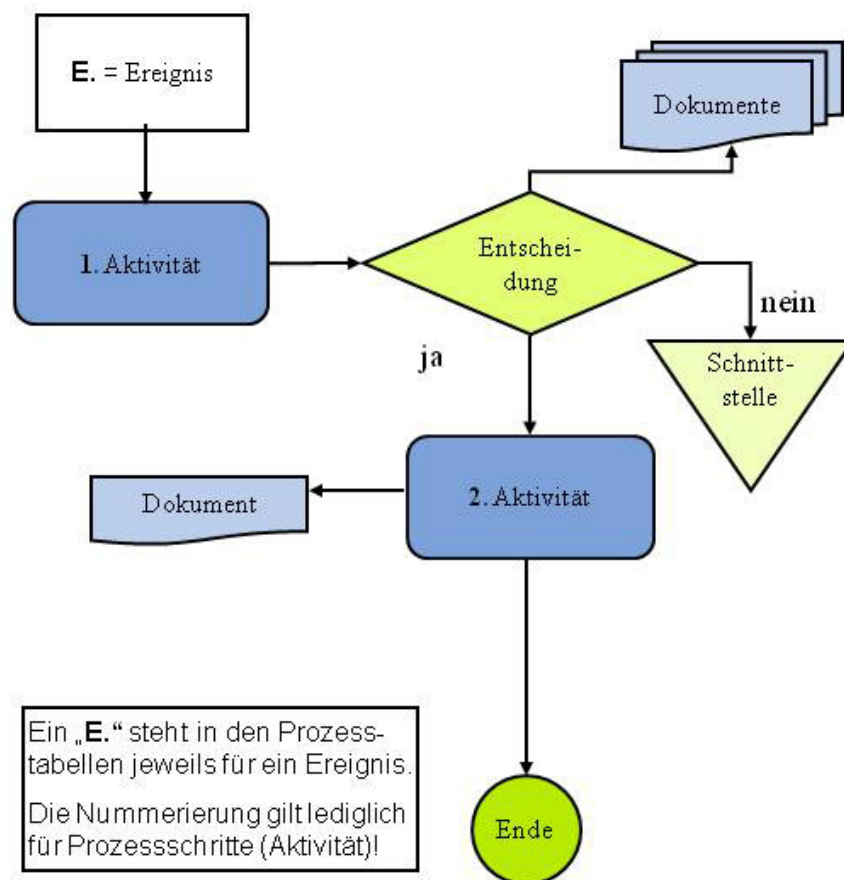 E. = Ereignis
Dokumente
1. Aktivität
Entschei-
dung
nein
ja
Schnitt-
stelle
2. Aktivität
Dokument
Ein „E.“ steht in den Prozess-
tabellen jeweils für ein Ereignis.
Die Nummerierung gilt lediglich
für Prozessschritte (Aktivität)!
Ende